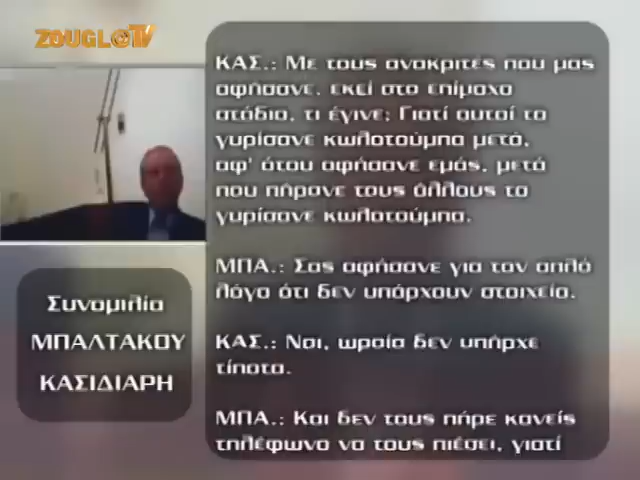 ZOUGL@TV
ΚΑΣ.: Με τους ανακριτές που μας
αφήσανε, εκεί στο επίμαχο
στάδιο, τι έγινε; Γιατί αυτοί το
γυρίσανε κωλοτούμπα μετά,
αφ' ότου αφήσανε εμάς, μετά
που πήρανε τους άλλους το
γυρίσανε κωλοτούμπα.
ΜΠΑ.: Σας αφήσανε για τον απλό
λόγο ότι δεν υπάρχουν στοιχεία.
ΚΑΣ.: Ναι, ωραία δεν υπήρχε
τίποτα.
ΜΠΑ.: Και δεν τους πήρε κανείς
τηλέφωνο να τους πιέσει, γιατί
Συνομιλία
ΜΠΑΛΤΑΚΟΥ
ΚΑΣΙΔΙΑΡΗ